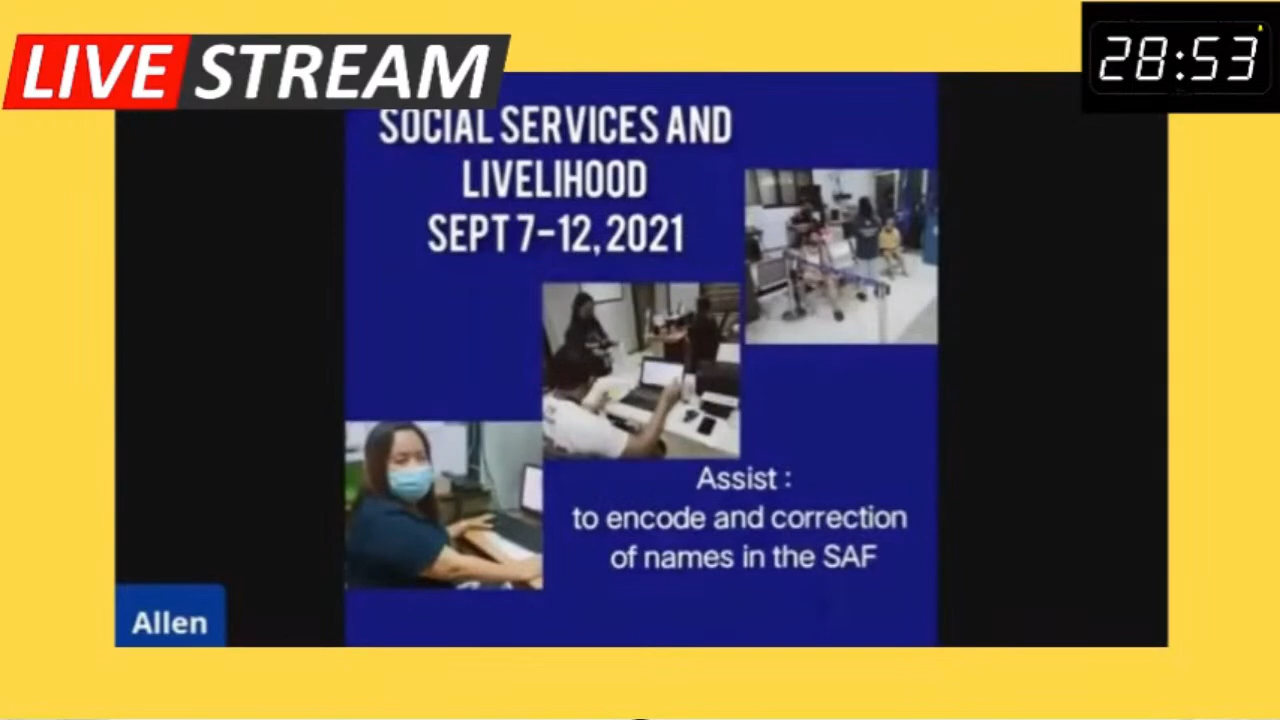 LIVE STREAM
28:53
SOCIAL SERVICES AND
LIVELIHOOD
SEPT 7-12, 2021
Assist :
to encode and correction
of names in the SAF
Allen